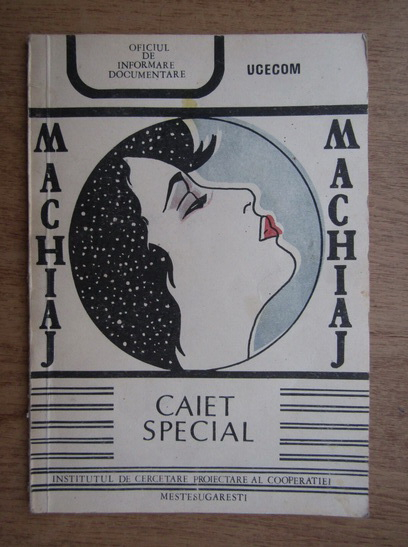 OFICIUL
DE
INFORMARE
DOCUMENTARE
UCECOM
MACHIAJ
MACHIAJ
CAIET
SPECIAL
INSTITUTUL DE CERCETARE PROIECTARE AL COOPERATIEI
MESTESUGARESTI